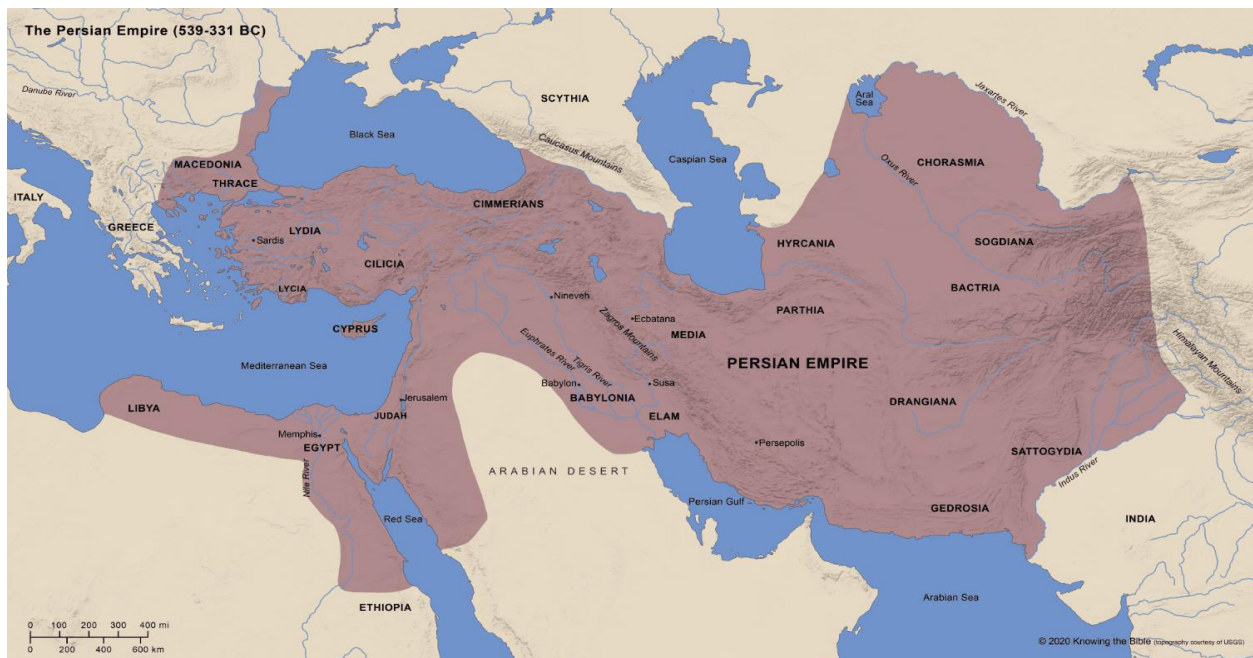 The Persian Empire (539-331 BC)
Danube River
Black Sea
SCYTHIA
Caucasus Mountains
Caspian Sea
Aral
Sea
Jaxartes River
Oxus River
CHORASMIA
MACEDONIA
THRACE
ITALY
GREECE
CIMMERIANS
LYDIA
Sardis
CILICIA
LYCIA
CYPRUS
HYRCANIA
SOGDIANA
BACTRIA
PARTHIA
Nineveh
Ecbatana
MEDIA
Zagros Mountains
PERSIAN EMPIRE
Himalayan Mountains
Mediterranean Sea
Euphrates River
Tigris River
Babylon
BABYLONIA
Susa
ELAM
DRANGIANA
LIBYA
Jerusalem
JUDAH
Memphis
EGYPT
Nile River
Persepolis
SATTOGYDIA
Indus River
ARABIAN DESERT
Red Sea
Persian Gulf
GEDROSIA
INDIA
ETHIOPIA
Arabian Sea
0 100 200 300 400 mi
0 200 400 600 km
© 2020 Knowing the Bible (topography courtesy of USGS)